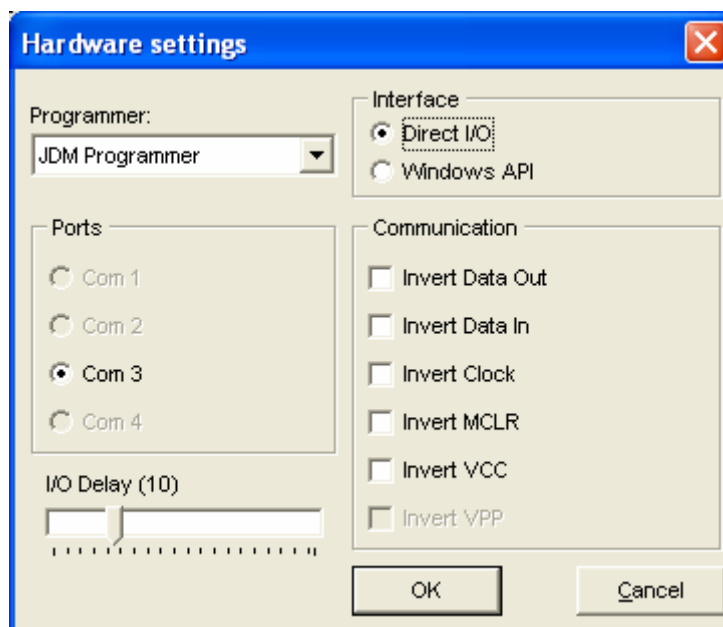 Hardware settings
Programmer:
JDM Programmer
Interface
Direct I/O
Windows API
Ports
Com 1
Com 2
Com 3
Com 4
Communication
Invert Data Out
Invert Data In
Invert Clock
Invert MCLR
Invert VCC
Invert VPP
I/O Delay (10)
OK
Cancel